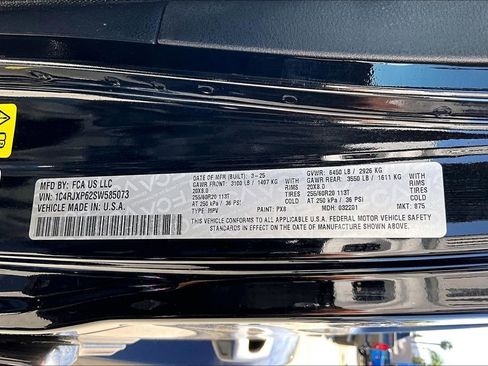 MFD BY: FCA US LLC
VIN: 1C4RJXP62SW585073
VEHICLE MADE IN: U.S.A.
DATE OF MFR (BUILT): 3-25
GAWR FRONT: 3100 LB / 1407 KG
20X8.0 RIMS
255/60R20 113T TIRES
AT 250 kPa / 36 PSI COLD
TYPE: MPV PAINT: PX8
GVWR: 6450 LB / 2926 KG
GAWR REAR: 3550 LB / 1611 KG
20X8.0 RIMS
255/60R20 113T TIRES
AT 250 kPa / 36 PSI COLD
MDH: 032201 MKT: 875
THIS VEHICLE CONFORMS TO ALL APPLICABLE U.S.A. FEDERAL MOTOR VEHICLE SAFETY
STANDARDS IN EFFECT ON THE DATE OF MANUFACTURE SHOWN ABOVE.